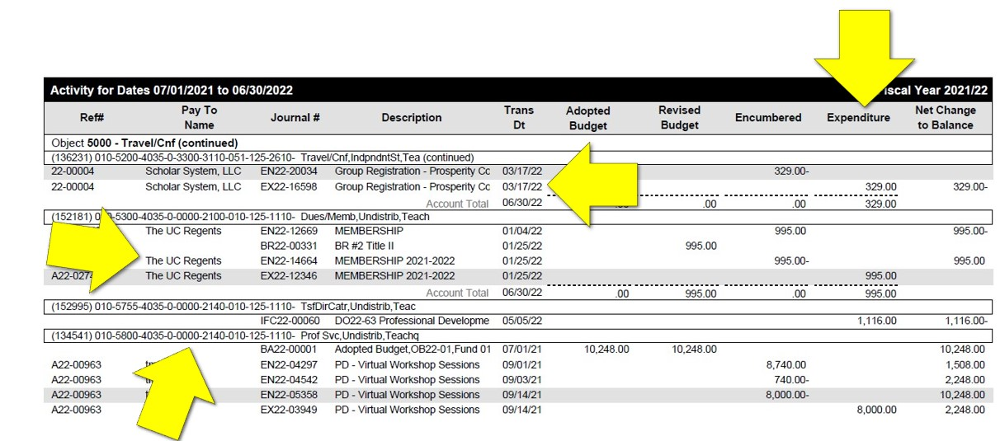 Activity for Dates 07/01/2021 to 06/30/2022 Fiscal Year 2021/22
Ref# Pay To Name Journal # Description Trans Dt Adopted Budget Revised Budget Encumbered Expenditure Net Change to Balance
Object 5000 - Travel/Cnf (continued)
(136231) 010-5200-4035-0-3300-3110-051-125-2610- Travel/Cnf,IndpndntSt,Tea (continued)
22-00004 Scholar System, LLC EN22-20034 Group Registration - Prosperity Cc 03/17/22 329.00-
22-00004 Scholar System, LLC EX22-16598 Group Registration - Prosperity Cc 03/17/22 329.00 329.00-
Account Total 06/30/22 .00 .00 329.00
(152181) 010-5300-4035-0-0000-2100-010-125-1110- Dues/Memb,Undistrib,Teach
The UC Regents EN22-12669 MEMBERSHIP 01/04/22 995.00 995.00-
BR22-00331 BR #2 Title II 01/25/22 995.00
The UC Regents EN22-14664 MEMBERSHIP 2021-2022 01/25/22 995.00- 995.00
The UC Regents EX22-12346 MEMBERSHIP 2021-2022 01/25/22 995.00
Account Total 06/30/22 .00 995.00 .00 995.00
(152995) 010-5755-4035-0-0000-2140-010-125-1110- TsfDirCatr,Undistrib,Teac
IFC22-00060 DO22-63 Professional Developme 05/05/22 1,116.00 1,116.00-
(134541) 010-5800-4035-0-0000-2140-010-125-1110- Prof Svc,Undistrib,Teachq
BA22-00001 Adopted Budget,OB22-01,Fund 01 07/01/21 10,248.00 10,248.00 10,248.00
A22-00963 EN22-04297 PD - Virtual Workshop Sessions 09/01/21 8,740.00 1,508.00
A22-00963 EN22-04542 PD - Virtual Workshop Sessions 09/03/21 740.00- 2,248.00
A22-00963 EN22-05358 PD - Virtual Workshop Sessions 09/14/21 8,000.00- 10,248.00
A22-00963 EX22-03949 PD - Virtual Workshop Sessions 09/14/21 8,000.00 2,248.00